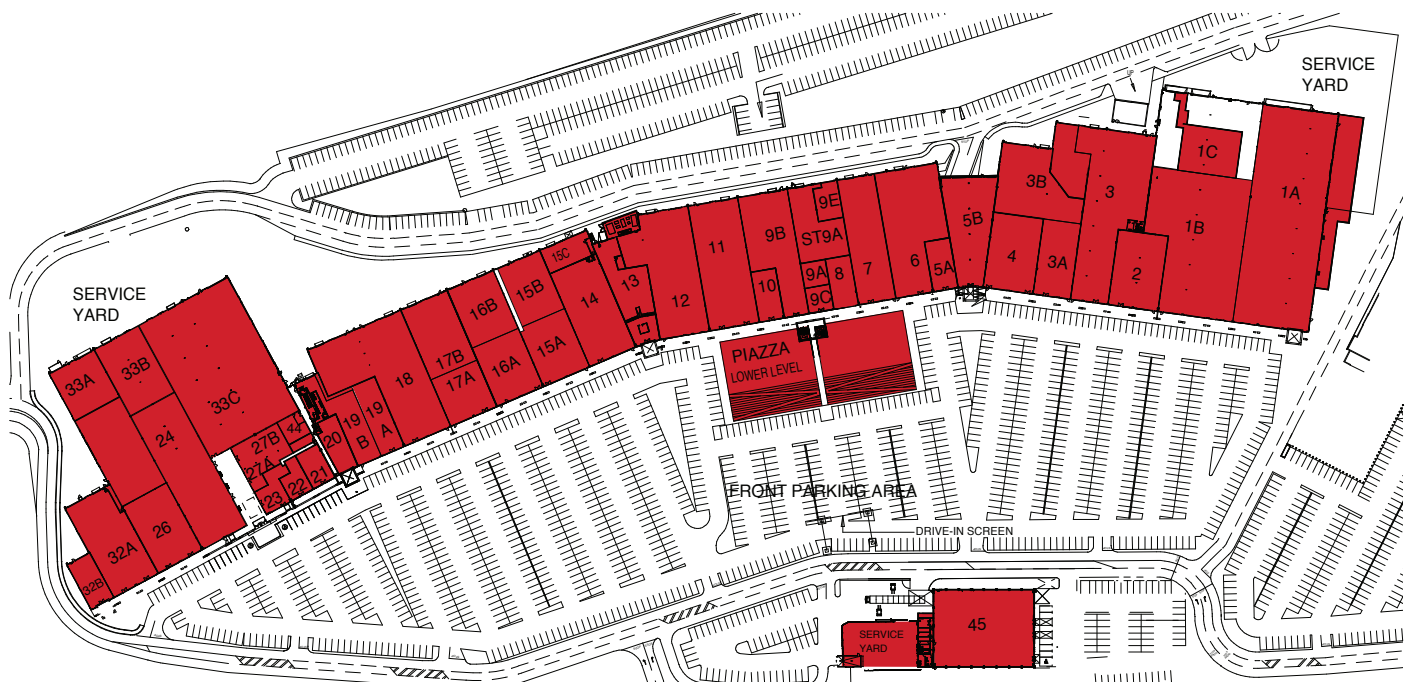 SERVICE
YARD
1C
1A
3B
3
1B
5B
2
4
3A
9E
9B
ST9A
11
9A
8
7
6
5A
10
9C
12
13
15C
15B
14
16B
15A
16A
17B
17A
18
PIAZZA
LOWER LEVEL
SERVICE
YARD
33A
33B
33C
24
19
A
19
B
20
44
27B
27A
21
22
23
26
32A
32B
FRONT PARKING AREA
DRIVE-IN SCREEN
45
SERVICE
YARD